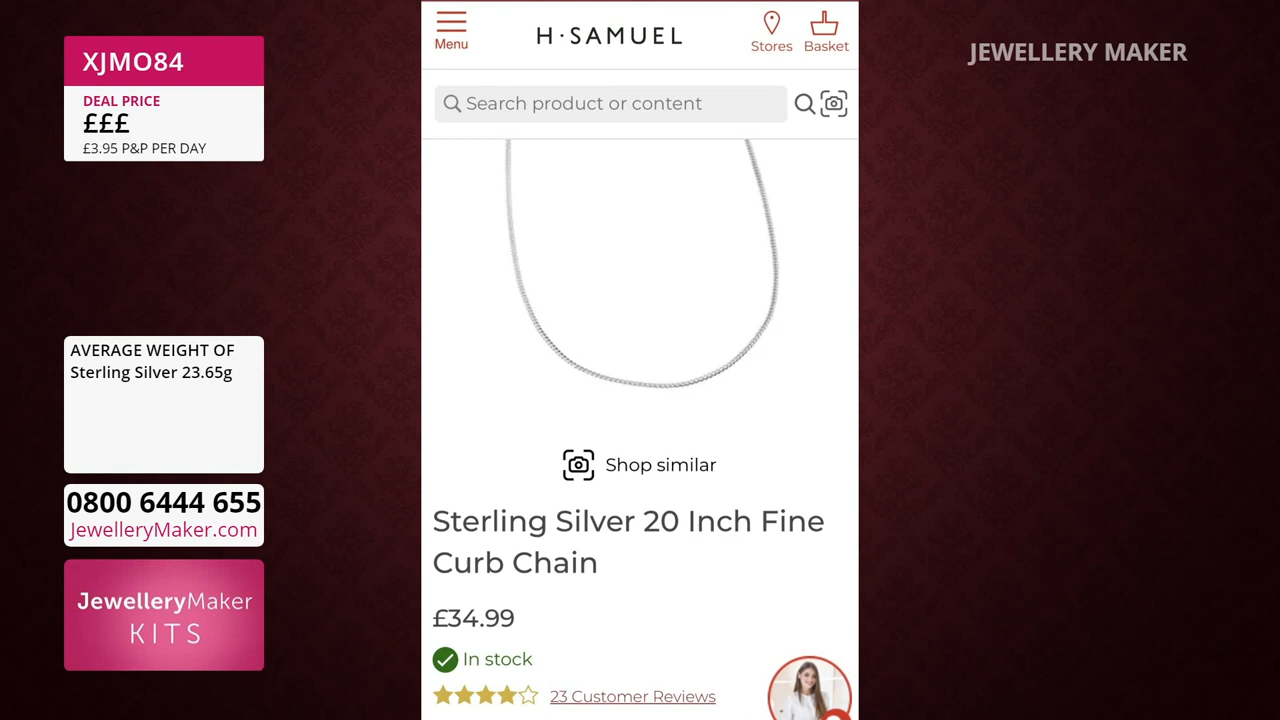 XJMO84
DEAL PRICE
£££
£3.95 P&P PER DAY
AVERAGE WEIGHT OF
Sterling Silver 23.65g
0800 6444 655
JewelleryMaker.com
JewelleryMaker
KITS
Menu
H·SAMUEL
Stores
Basket
Search product or content
Shop similar
Sterling Silver 20 Inch Fine
Curb Chain
£34.99
In stock
23 Customer Reviews
JEWELLERY MAKER